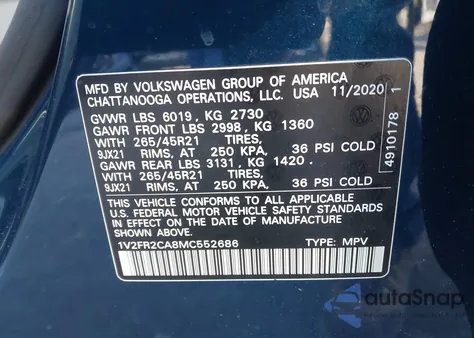 MFD BY VOLKSWAGEN GROUP OF AMERICA
CHATTANOOGA OPERATIONS, LLC. USA 11/2020
GVWR LBS 6019, KG 2730
GAWR FRONT LBS 2998, KG 1360
WITH 265/45R21 TIRES,
9JX21 RIMS, AT 250 KPA, 36 PSI COLD
GAWR REAR LBS 3131, KG 1420.
WITH 265/45R21 TIRES,
9JX21 RIMS, AT 250 KPA, 36 PSI COLD
THIS VEHICLE CONFORMS TO ALL APPLICABLE
U.S. FEDERAL MOTOR VEHICLE SAFETY STANDARDS
IN EFFECT ON THE DATE OF MANUFACTURE
SHOWN ABOVE.
1V2FR2CA8MC552686 TYPE: MPV
4910178 1
autoSnap